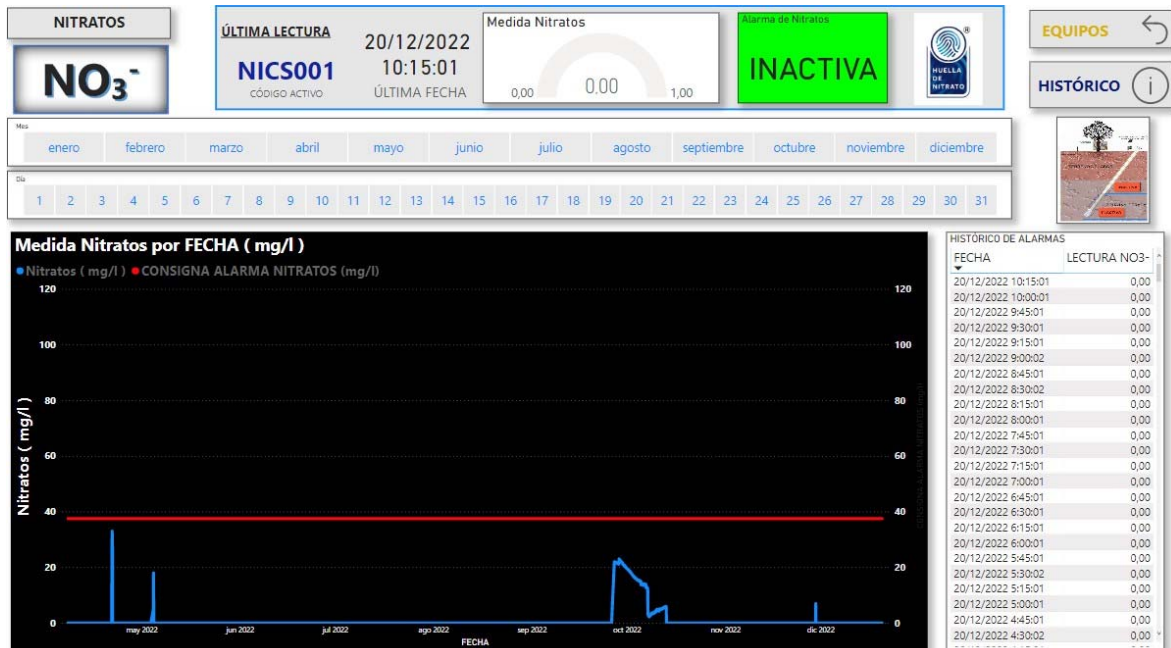 NITRATOS
NO₃⁻
ÚLTIMA LECTURA
NICS001
CÓDIGO ACTIVO
20/12/2022
10:15:01
ÚLTIMA FECHA
Medida Nitratos
0,00
0,00
1,00
Alarma de Nitratos
INACTIVA
HUELLA
DE
NITRATO
EQUIPOS
HISTÓRICO
Mes
enero febrero marzo abril mayo junio julio agosto septiembre octubre noviembre diciembre
Día
1 2 3 4 5 6 7 8 9 10 11 12 13 14 15 16 17 18 19 20 21 22 23 24 25 26 27 28 29 30 31
Medida Nitratos por FECHA ( mg/l )
Nitratos ( mg/l ) CONSIGNA ALARMA NITRATOS (mg/l)
120 120
100 100
80 80
60 60
40 40
20 20
0 0
Nitratos ( mg/l )
CONSIGNA ALARMA NITRATOS (mg/l)
may 2022 jun 2022 jul 2022 ago 2022 sep 2022 oct 2022 nov 2022 dic 2022
FECHA
HISTÓRICO DE ALARMAS
FECHA LECTURA NO3-
20/12/2022 10:15:01 0,00
20/12/2022 10:00:01 0,00
20/12/2022 9:45:01 0,00
20/12/2022 9:30:01 0,00
20/12/2022 9:15:01 0,00
20/12/2022 9:00:02 0,00
20/12/2022 8:45:01 0,00
20/12/2022 8:30:02 0,00
20/12/2022 8:15:01 0,00
20/12/2022 8:00:01 0,00
20/12/2022 7:45:01 0,00
20/12/2022 7:30:01 0,00
20/12/2022 7:15:01 0,00
20/12/2022 7:00:01 0,00
20/12/2022 6:45:01 0,00
20/12/2022 6:30:01 0,00
20/12/2022 6:15:01 0,00
20/12/2022 6:00:01 0,00
20/12/2022 5:45:01 0,00
20/12/2022 5:30:02 0,00
20/12/2022 5:15:01 0,00
20/12/2022 5:00:01 0,00
20/12/2022 4:45:01 0,00
20/12/2022 4:30:02 0,00